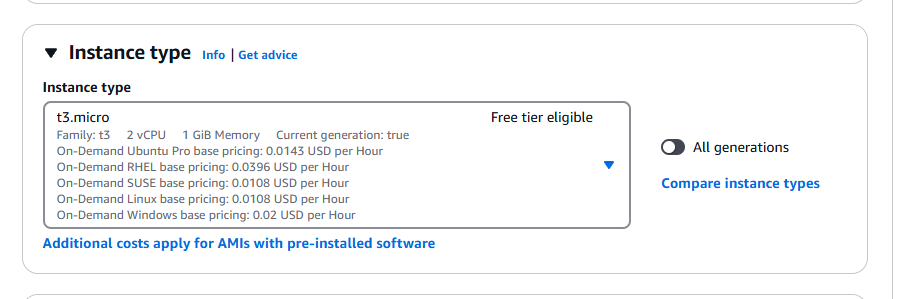 Instance type Info | Get advice
Instance type
t3.micro Free tier eligible
Family: t3 2 vCPU 1 GiB Memory Current generation: true
On-Demand Ubuntu Pro base pricing: 0.0143 USD per Hour
On-Demand RHEL base pricing: 0.0396 USD per Hour
On-Demand SUSE base pricing: 0.0108 USD per Hour
On-Demand Linux base pricing: 0.0108 USD per Hour
On-Demand Windows base pricing: 0.02 USD per Hour
All generations
Compare instance types
Additional costs apply for AMIs with pre-installed software